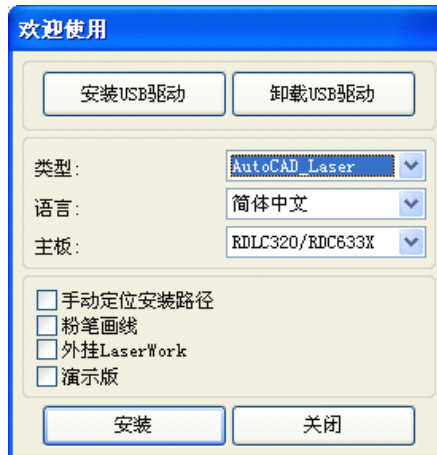 欢迎使用
安装USB驱动 卸载USB驱动
类型: AutoCAD_Laser
语言: 简体中文
主板: RDLC320/RDC633X
手动定位安装路径
粉笔画线
外挂LaserWork
演示版
安装 关闭